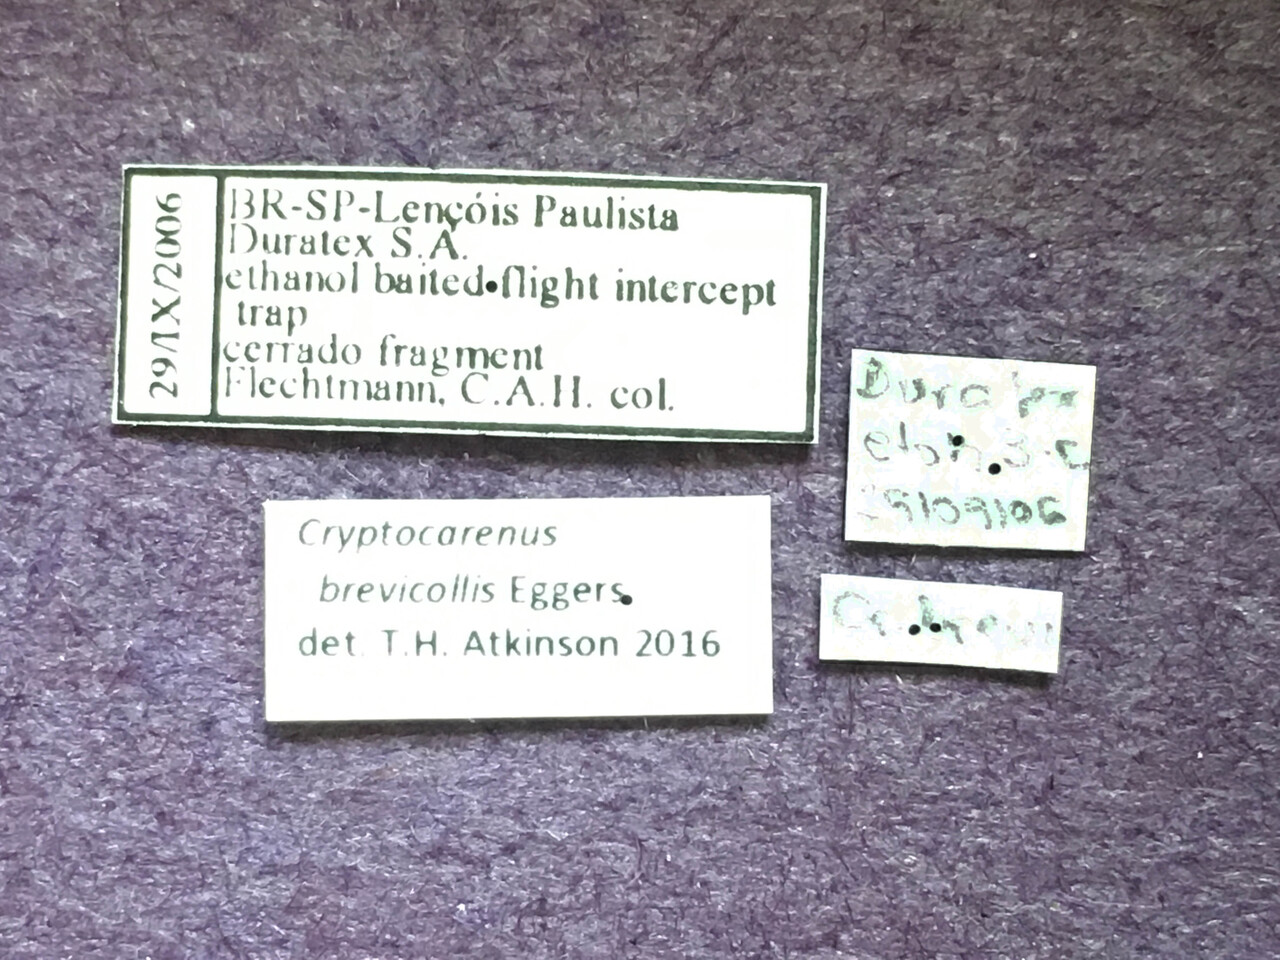 29/IX/2006
BR-SP-Lençóis Paulista
Duratex S.A.
ethanol baited flight intercept
trap
cerrado fragment
Flechtmann, C.A.H. col.
Cryptocarenus
brevicollis Eggers
det. T.H. Atkinson 2016